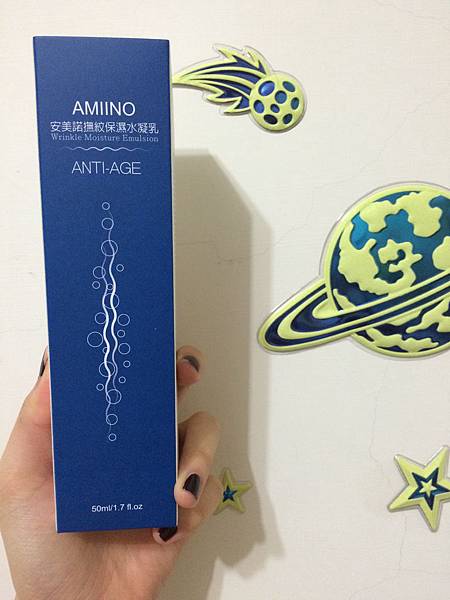 AMIINO
安美諾撫紋保濕水凝乳
Wrinkle Moisture Emulsion
ANTI-AGE
50ml/1.7 fl.oz